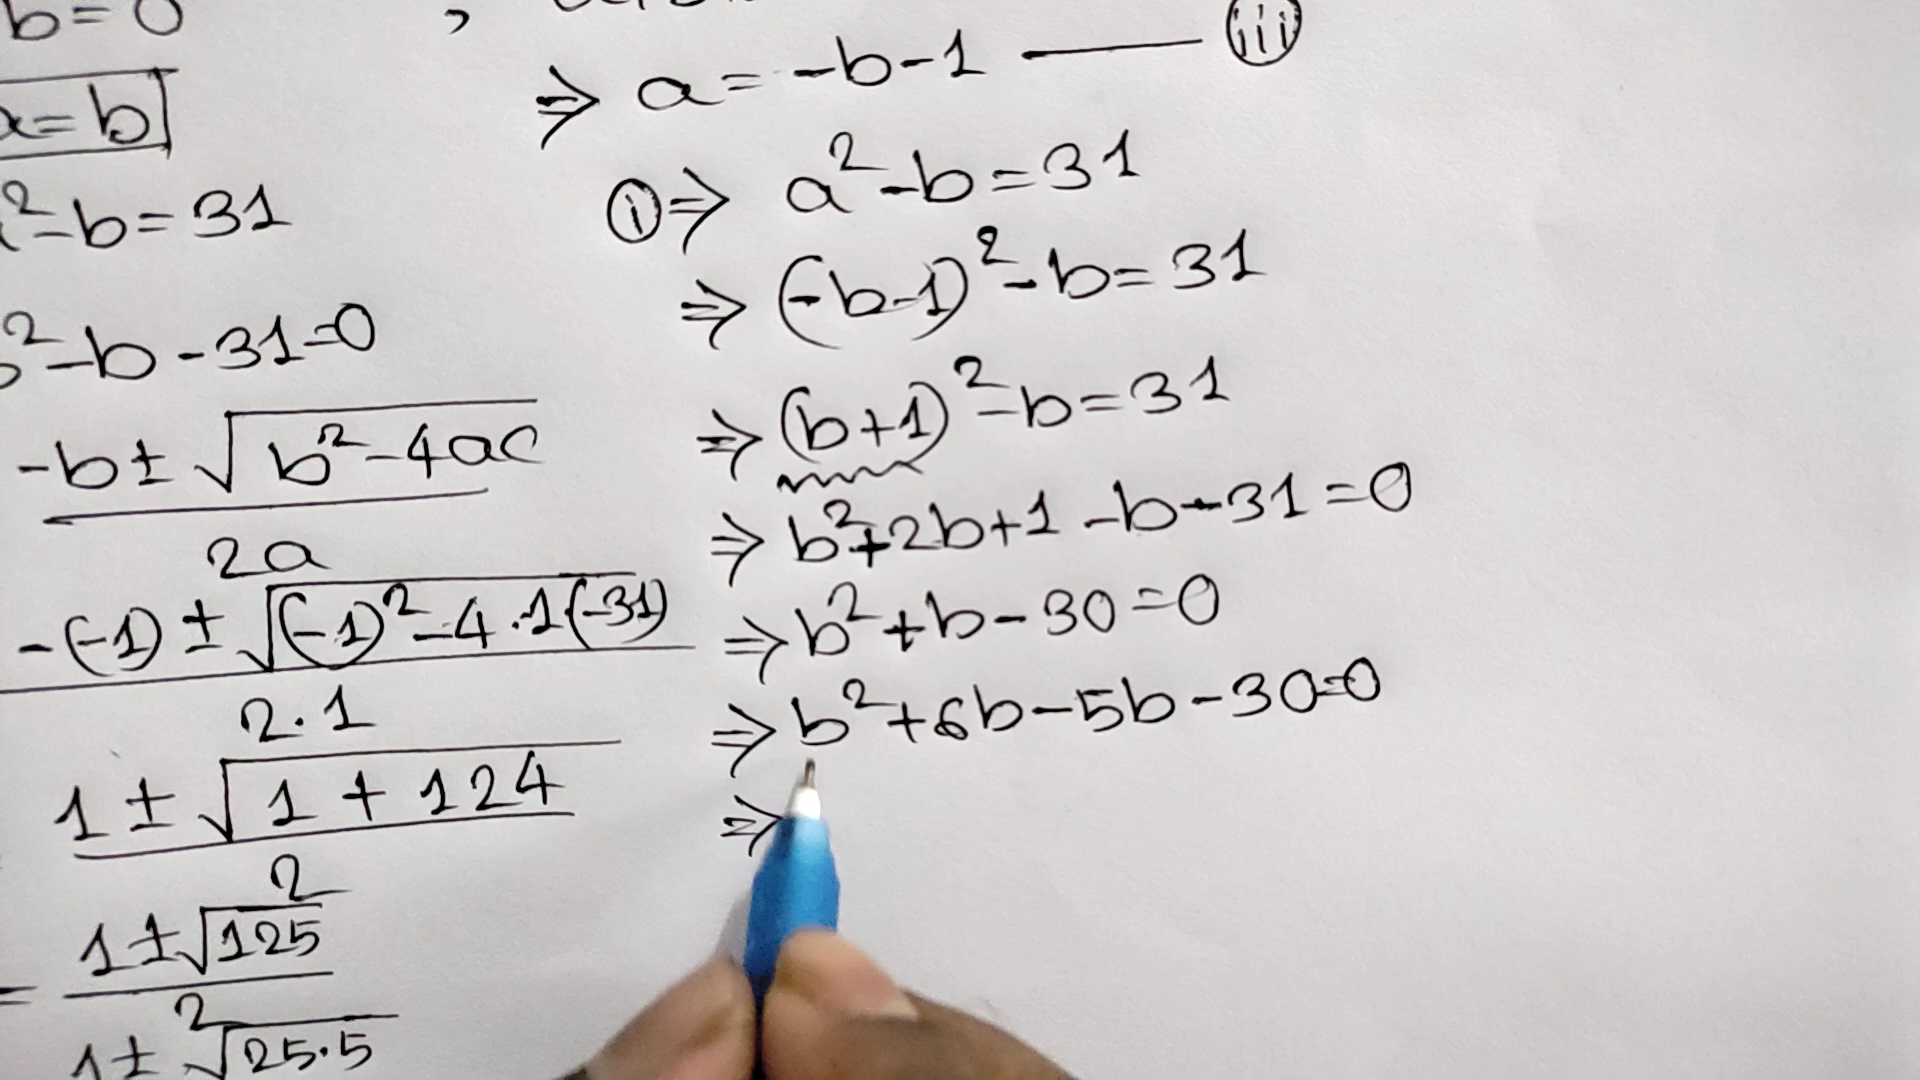 b=0
a=b
²-b=31
²-b-31=0
-b±√b²-4ac
2a
-(-1)±√(-1)²-4.1(-31)
2.1
1±√1+124
2
1±√125
=
2
1±√25.5
,
⇒ a=-b-1 —— (iii)
(i)⇒ a²-b=31
⇒ (-b-1)²-b=31
⇒ (b+1)²-b=31
⇒ b²+2b+1-b-31=0
⇒ b²+b-30=0
⇒ b²+6b-5b-30=0
⇒